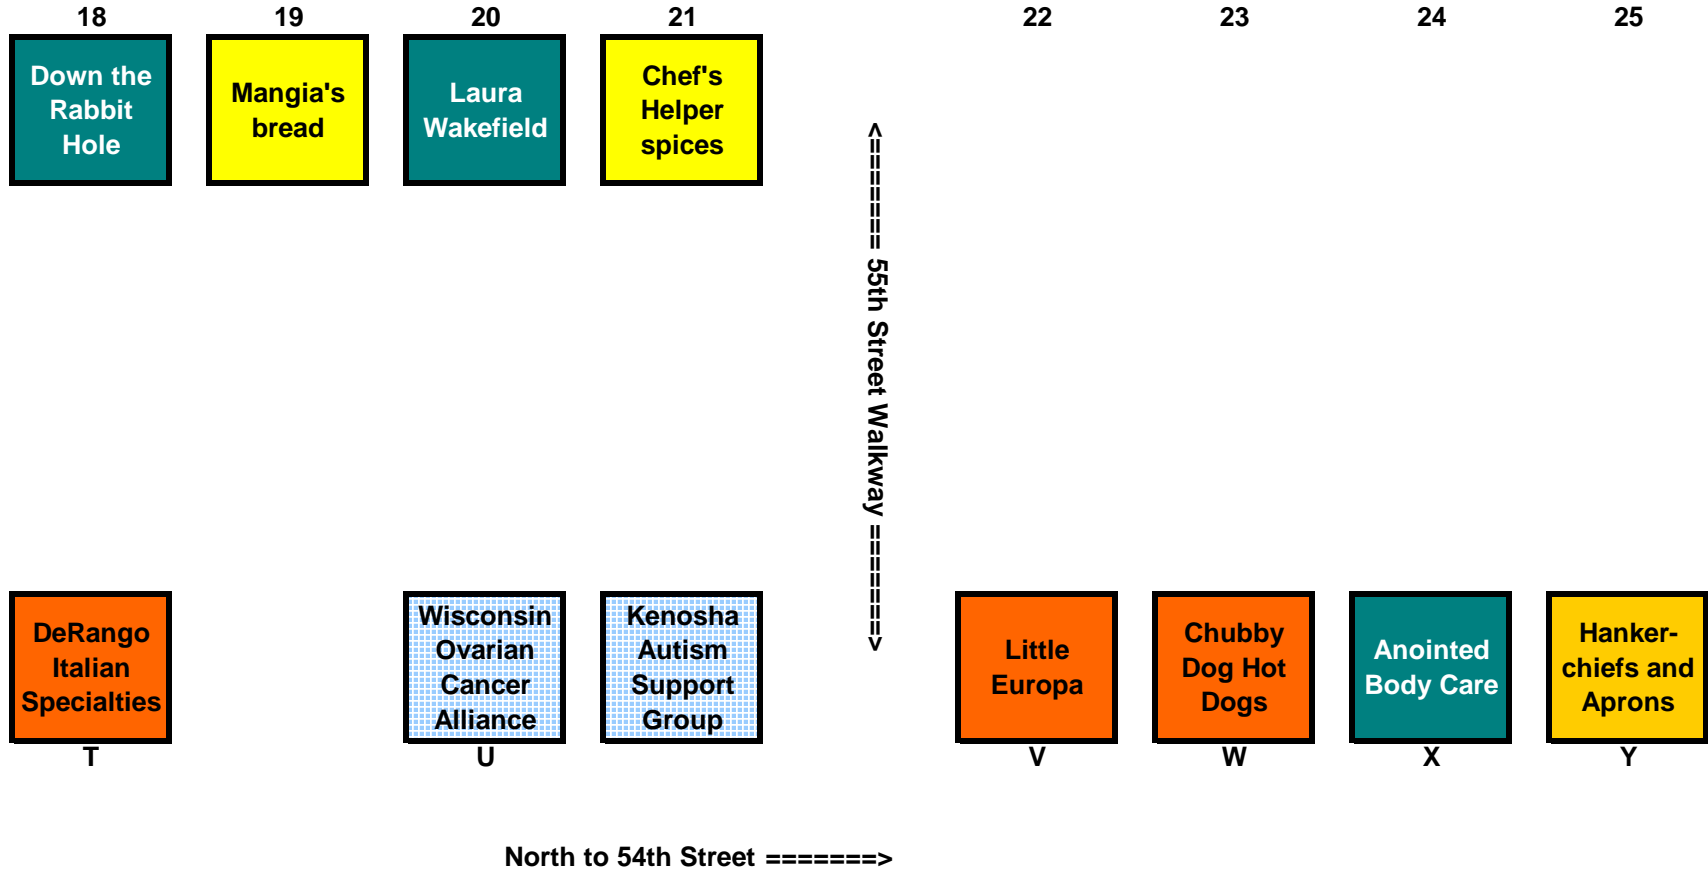 18 19 20 21 22 23 24 25
Down the
Rabbit
Hole
Mangia's
bread
Laura
Wakefield
Chef's
Helper
spices
<======= 55th Street Walkway =======>
DeRango
Italian
Specialties
Wisconsin
Ovarian
Cancer
Alliance
Kenosha
Autism
Support
Group
Little
Europa
Chubby
Dog Hot
Dogs
Anointed
Body Care
Hanker-
chiefs and
Aprons
T U V W X Y
North to 54th Street =======>